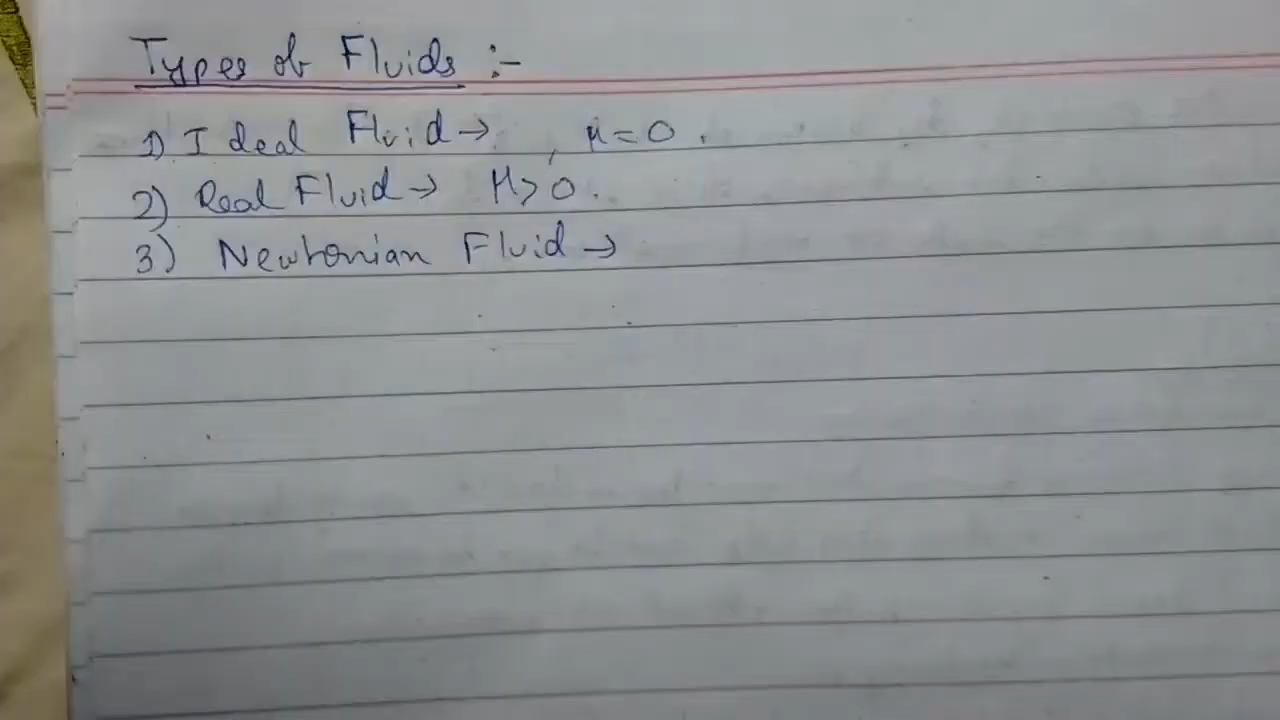 Types of Fluids :-
1) Ideal Fluid → , μ = 0 .
2) Real Fluid → μ > 0 .
3) Newtonian Fluid →